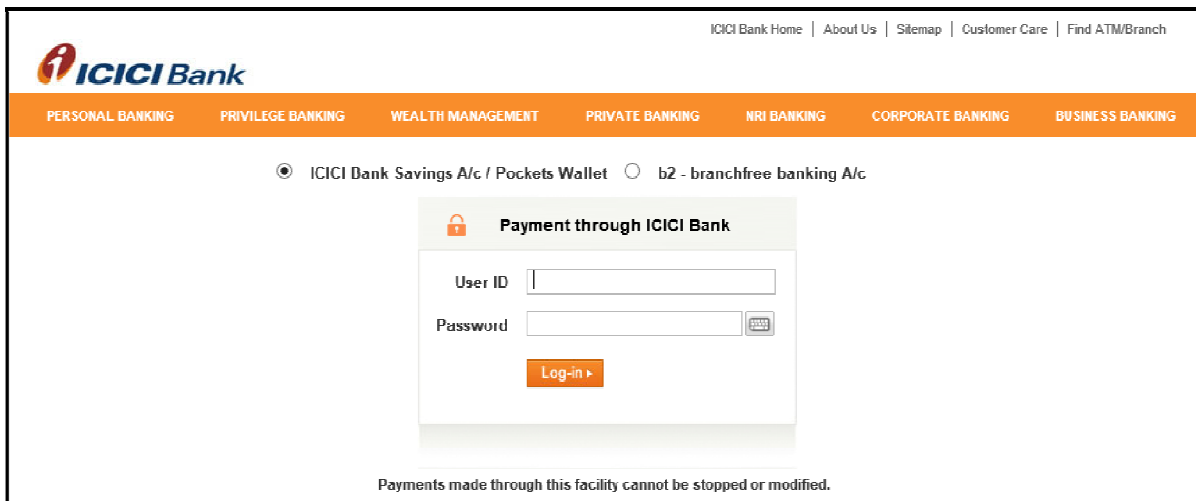 ICICI Bank Home | About Us | Sitemap | Customer Care | Find ATM/Branch
ICICI Bank
PERSONAL BANKING PRIVILEGE BANKING WEALTH MANAGEMENT PRIVATE BANKING NRI BANKING CORPORATE BANKING BUSINESS BANKING
ICICI Bank Savings A/c / Pockets Wallet b2 - branchfree banking A/c
Payment through ICICI Bank
User ID
Password
Log-in
Payments made through this facility cannot be stopped or modified.